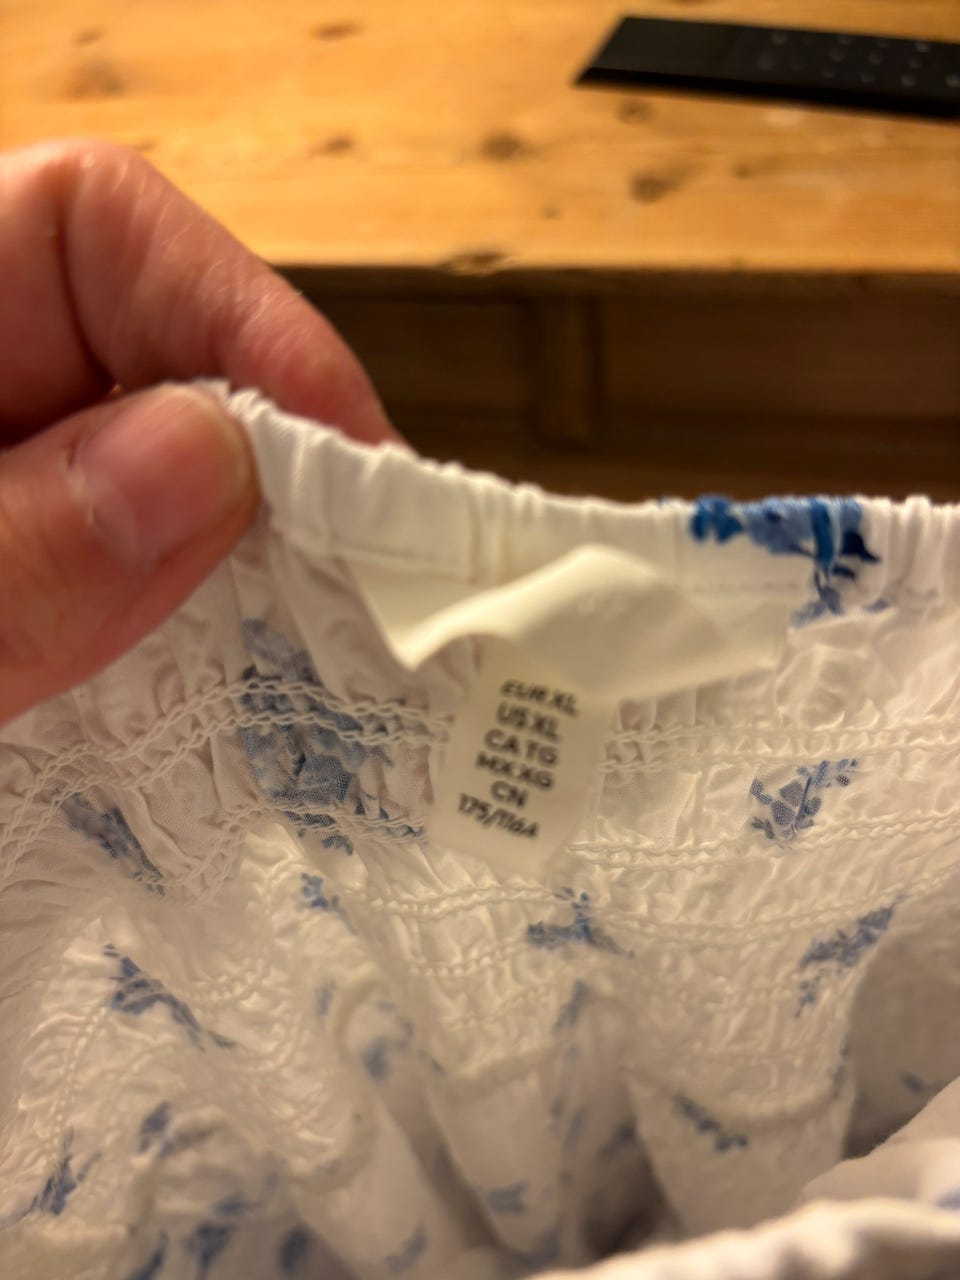 EUR XL
US XL
CA TG
MX XG
CN
175/116A